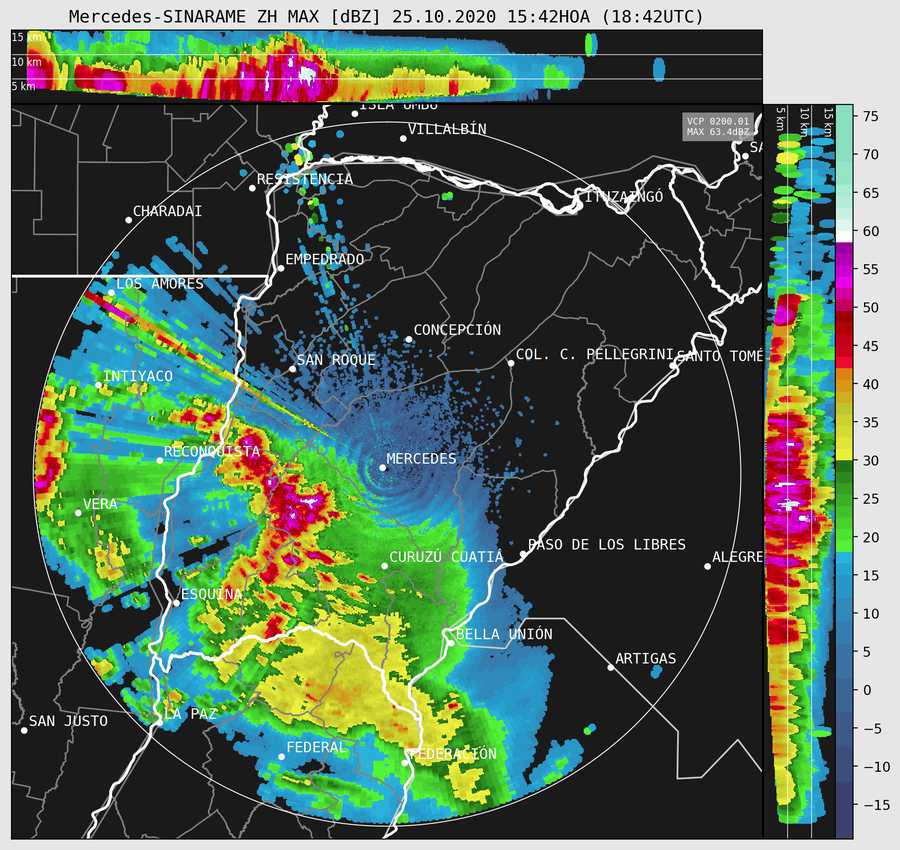 Mercedes-SINARAME ZH MAX [dBZ] 25.10.2020 15:42HOA (18:42UTC)
15 km
10 km
5 km
5 km
10 km
15 km
VCP 0200.01
MAX 63.4dBZ
ISLA UMBÚ
VILLALBÍN
SA
RESISTENCIA
ITUZAINGÓ
CHARADAI
EMPEDRADO
LOS AMORES
CONCEPCIÓN
SAN ROQUE
COL. C. PELLEGRINI
SANTO TOMÉ
INTIYACO
RECONQUISTA
MERCEDES
VERA
PASO DE LOS LIBRES
CURUZÚ CUATIÁ
ALEGRE
ESQUINA
BELLA UNIÓN
ARTIGAS
SAN JUSTO
LA PAZ
FEDERAL
FEDERACIÓN
75
70
65
60
55
50
45
40
35
30
25
20
15
10
5
0
−5
−10
−15